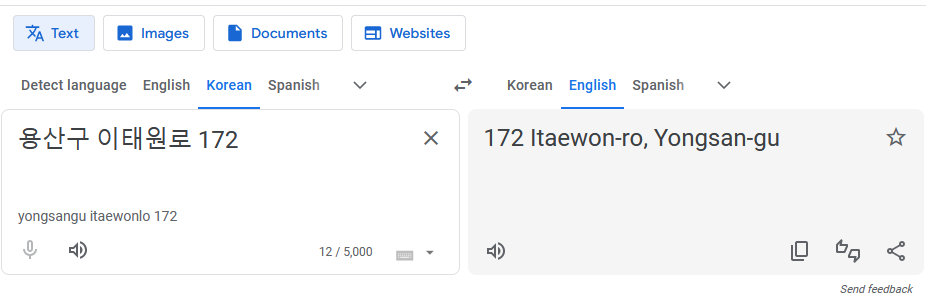 Text Images Documents Websites
Detect language English Korean Spanish Korean English Spanish
용산구 이태원로 172
172 Itaewon-ro, Yongsan-gu
yongsangu itaewonlo 172
12 / 5,000
Send feedback